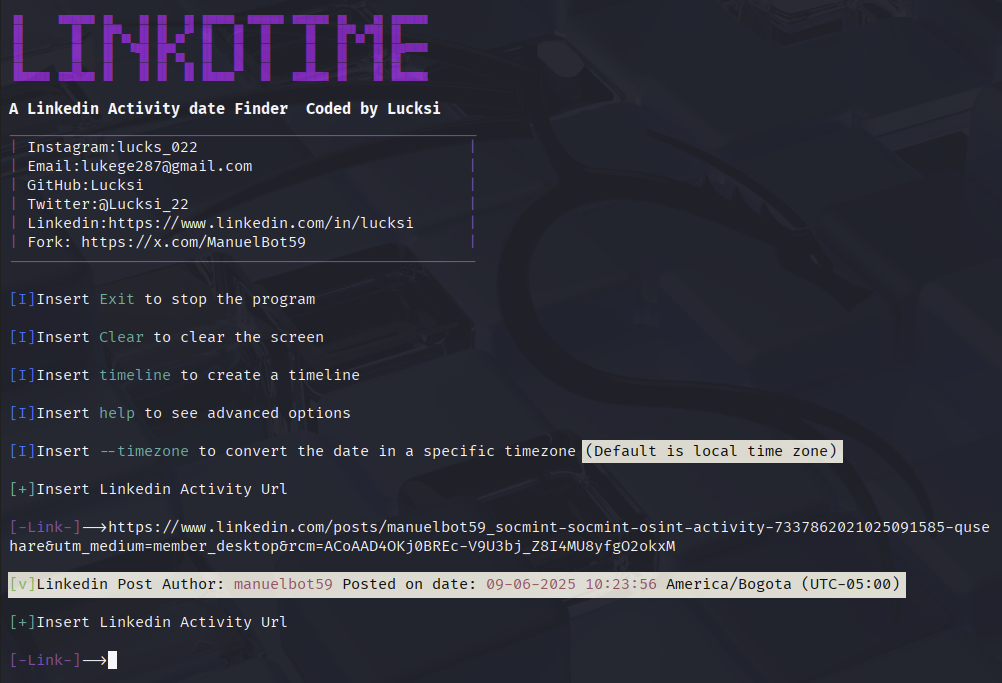 LINKDTIME
A Linkedin Activity date Finder  Coded by Lucksi
| Instagram:lucks_022 |
| Email:lukege287@gmail.com |
| GitHub:Lucksi |
| Twitter:@Lucksi_22 |
| Linkedin:https://www.linkedin.com/in/lucksi |
| Fork: https://x.com/ManuelBot59 |
[I]Insert Exit to stop the program
[I]Insert Clear to clear the screen
[I]Insert timeline to create a timeline
[I]Insert help to see advanced options
[I]Insert --timezone to convert the date in a specific timezone (Default is local time zone)
[+]Insert Linkedin Activity Url
[-Link-]-->https://www.linkedin.com/posts/manuelbot59_socmint-socmint-osint-activity-7337862021025091585-quse
hare&utm_medium=member_desktop&rcm=ACoAAD4OKj0BREc-V9U3bj_Z8I4MU8yfgO2okxM
[v]Linkedin Post Author: manuelbot59 Posted on date: 09-06-2025 10:23:56 America/Bogota (UTC-05:00)
[+]Insert Linkedin Activity Url
[-Link-]-->